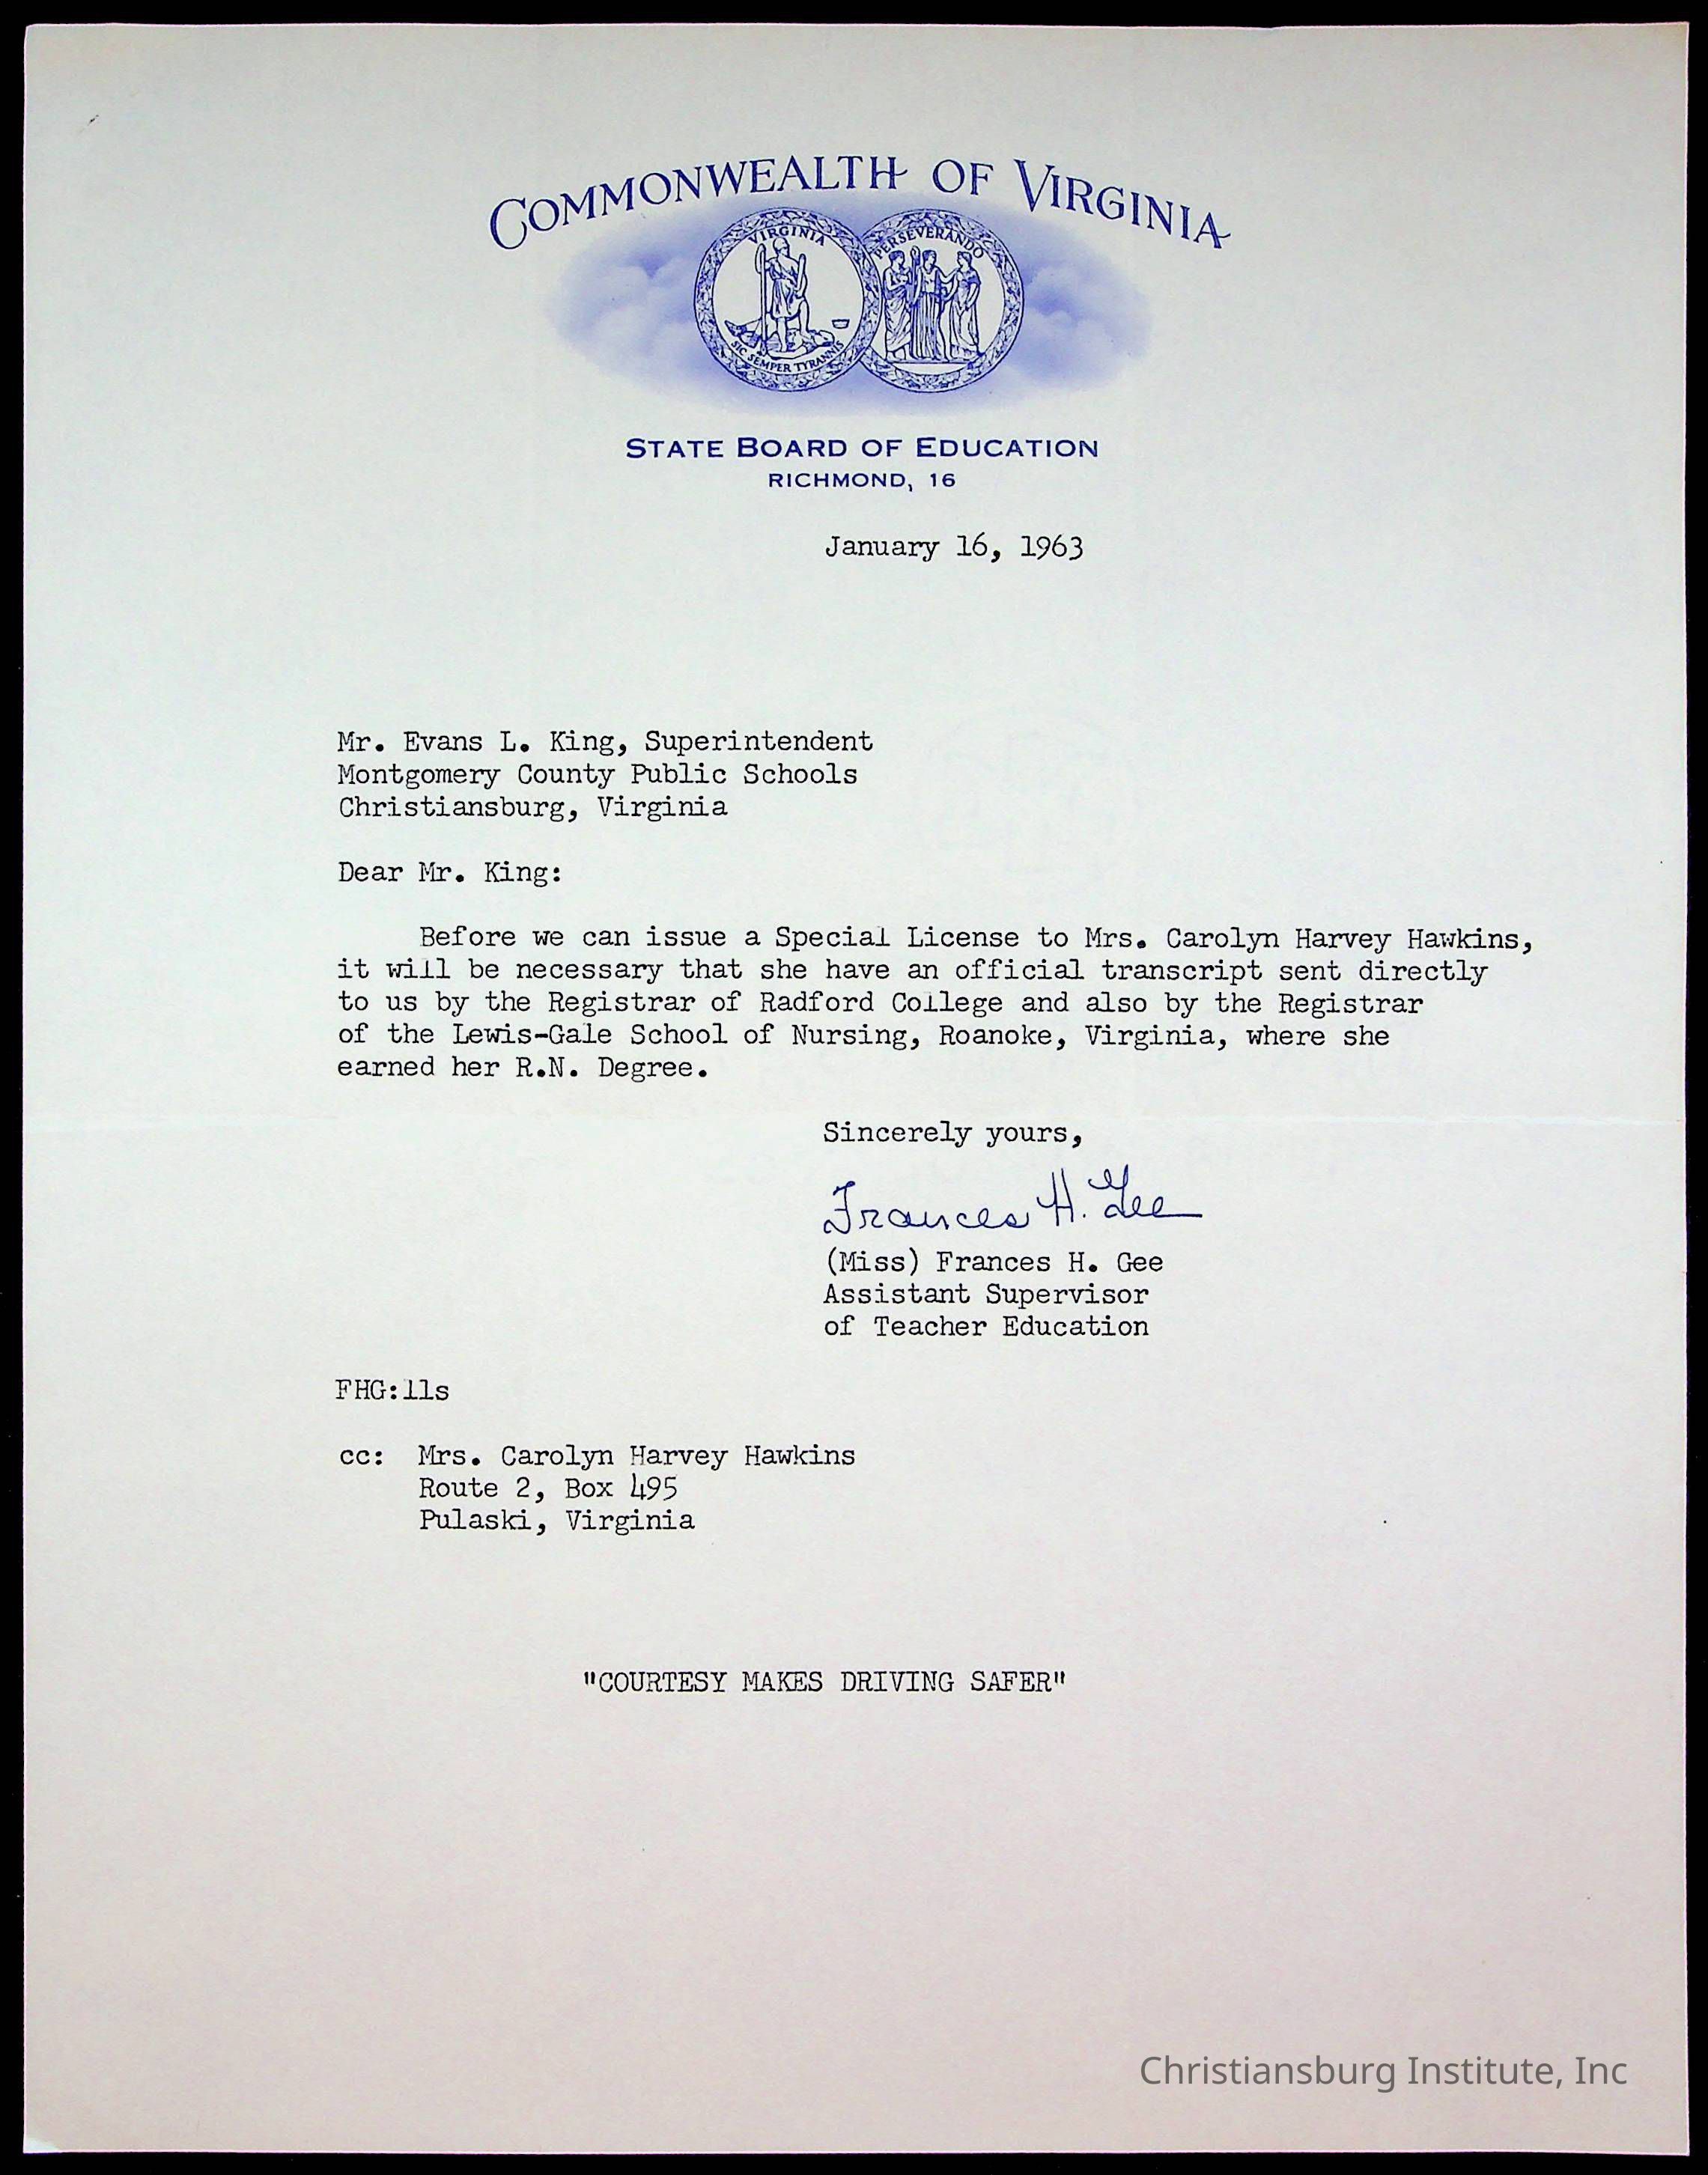 COMMONWEALTH OF VIRGINIA
VIRGINIA
SIC SEMPER TYRANNIS
PERSEVERANDO
STATE BOARD OF EDUCATION
RICHMOND, 16
January 16, 1963
Mr. Evans L. King, Superintendent
Montgomery County Public Schools
Christiansburg, Virginia
Dear Mr. King:
Before we can issue a Special License to Mrs. Carolyn Harvey Hawkins,
it will be necessary that she have an official transcript sent directly
to us by the Registrar of Radford College and also by the Registrar
of the Lewis-Gale School of Nursing, Roanoke, Virginia, where she
earned her R.N. Degree.
Sincerely yours,
Frances H. Gee
(Miss) Frances H. Gee
Assistant Supervisor
of Teacher Education
FHG:lls
cc: Mrs. Carolyn Harvey Hawkins
Route 2, Box 495
Pulaski, Virginia
"COURTESY MAKES DRIVING SAFER"
Christiansburg Institute, Inc